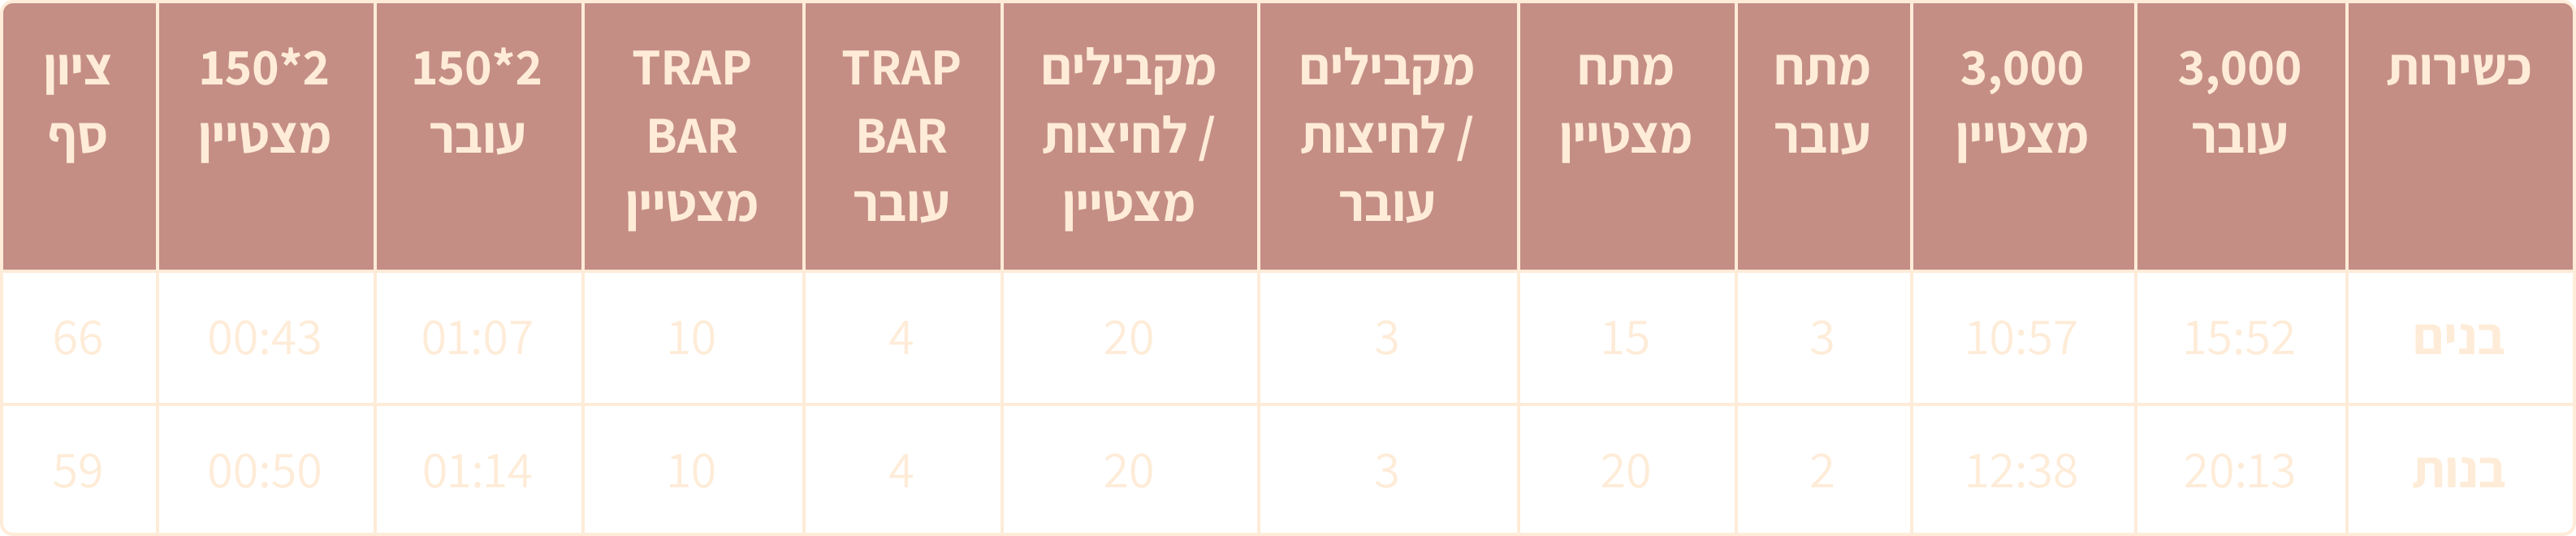 כשירות
3,000
עובר
3,000
מצטיין
מתח
עובר
מתח
מצטיין
מקבילים
/ לחיצות
עובר
מקבילים
/ לחיצות
מצטיין
TRAP
BAR
עובר
TRAP
BAR
מצטיין
150*2
עובר
150*2
מצטיין
ציון
סף
בנים 15:52 10:57 3 15 3 20 4 10 01:07 00:43 66
בנות 20:13 12:38 2 20 3 20 4 10 01:14 00:50 59